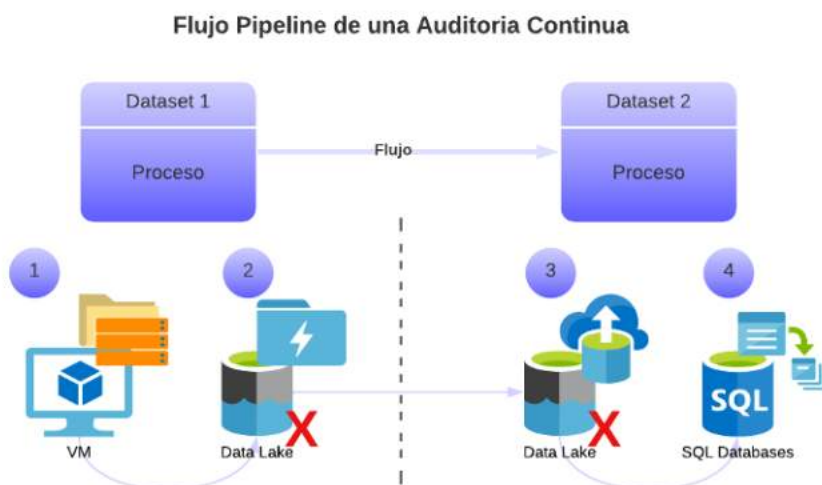 Flujo Pipeline de una Auditoria Continua
Dataset 1
Proceso
Flujo
Dataset 2
Proceso
1
2
3
4
SQL
X
X
VM
Data Lake
Data Lake
SQL Databases